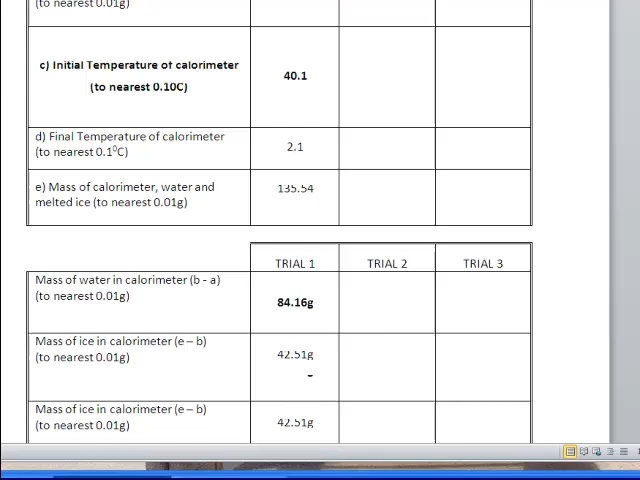 (to nearest 0.01g)
c) Initial Temperature of calorimeter
(to nearest 0.10C)
40.1
d) Final Temperature of calorimeter
(to nearest 0.1⁰C)
2.1
e) Mass of calorimeter, water and
melted ice (to nearest 0.01g)
135.54
TRIAL 1 TRIAL 2 TRIAL 3
Mass of water in calorimeter (b - a)
(to nearest 0.01g)
84.16g
Mass of ice in calorimeter (e – b)
(to nearest 0.01g)
42.51g
Mass of ice in calorimeter (e – b)
(to nearest 0.01g)
42.51g